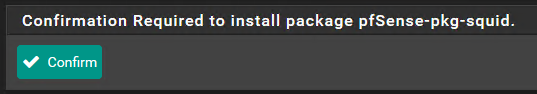 Confirmation Required to install package pfSense-pkg-squid.
Confirm